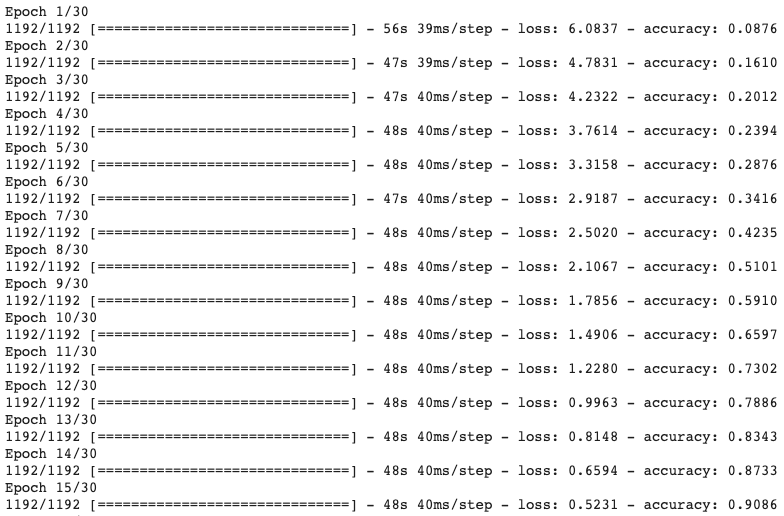 Epoch 1/30
1192/1192 [==============================] - 56s 39ms/step - loss: 6.0837 - accuracy: 0.0876
Epoch 2/30
1192/1192 [==============================] - 47s 39ms/step - loss: 4.7831 - accuracy: 0.1610
Epoch 3/30
1192/1192 [==============================] - 47s 40ms/step - loss: 4.2322 - accuracy: 0.2012
Epoch 4/30
1192/1192 [==============================] - 48s 40ms/step - loss: 3.7614 - accuracy: 0.2394
Epoch 5/30
1192/1192 [==============================] - 48s 40ms/step - loss: 3.3158 - accuracy: 0.2876
Epoch 6/30
1192/1192 [==============================] - 47s 40ms/step - loss: 2.9187 - accuracy: 0.3416
Epoch 7/30
1192/1192 [==============================] - 48s 40ms/step - loss: 2.5020 - accuracy: 0.4235
Epoch 8/30
1192/1192 [==============================] - 48s 40ms/step - loss: 2.1067 - accuracy: 0.5101
Epoch 9/30
1192/1192 [==============================] - 48s 40ms/step - loss: 1.7856 - accuracy: 0.5910
Epoch 10/30
1192/1192 [==============================] - 48s 40ms/step - loss: 1.4906 - accuracy: 0.6597
Epoch 11/30
1192/1192 [==============================] - 48s 40ms/step - loss: 1.2280 - accuracy: 0.7302
Epoch 12/30
1192/1192 [==============================] - 48s 40ms/step - loss: 0.9963 - accuracy: 0.7886
Epoch 13/30
1192/1192 [==============================] - 48s 40ms/step - loss: 0.8148 - accuracy: 0.8343
Epoch 14/30
1192/1192 [==============================] - 48s 40ms/step - loss: 0.6594 - accuracy: 0.8733
Epoch 15/30
1192/1192 [==============================] - 48s 40ms/step - loss: 0.5231 - accuracy: 0.9086